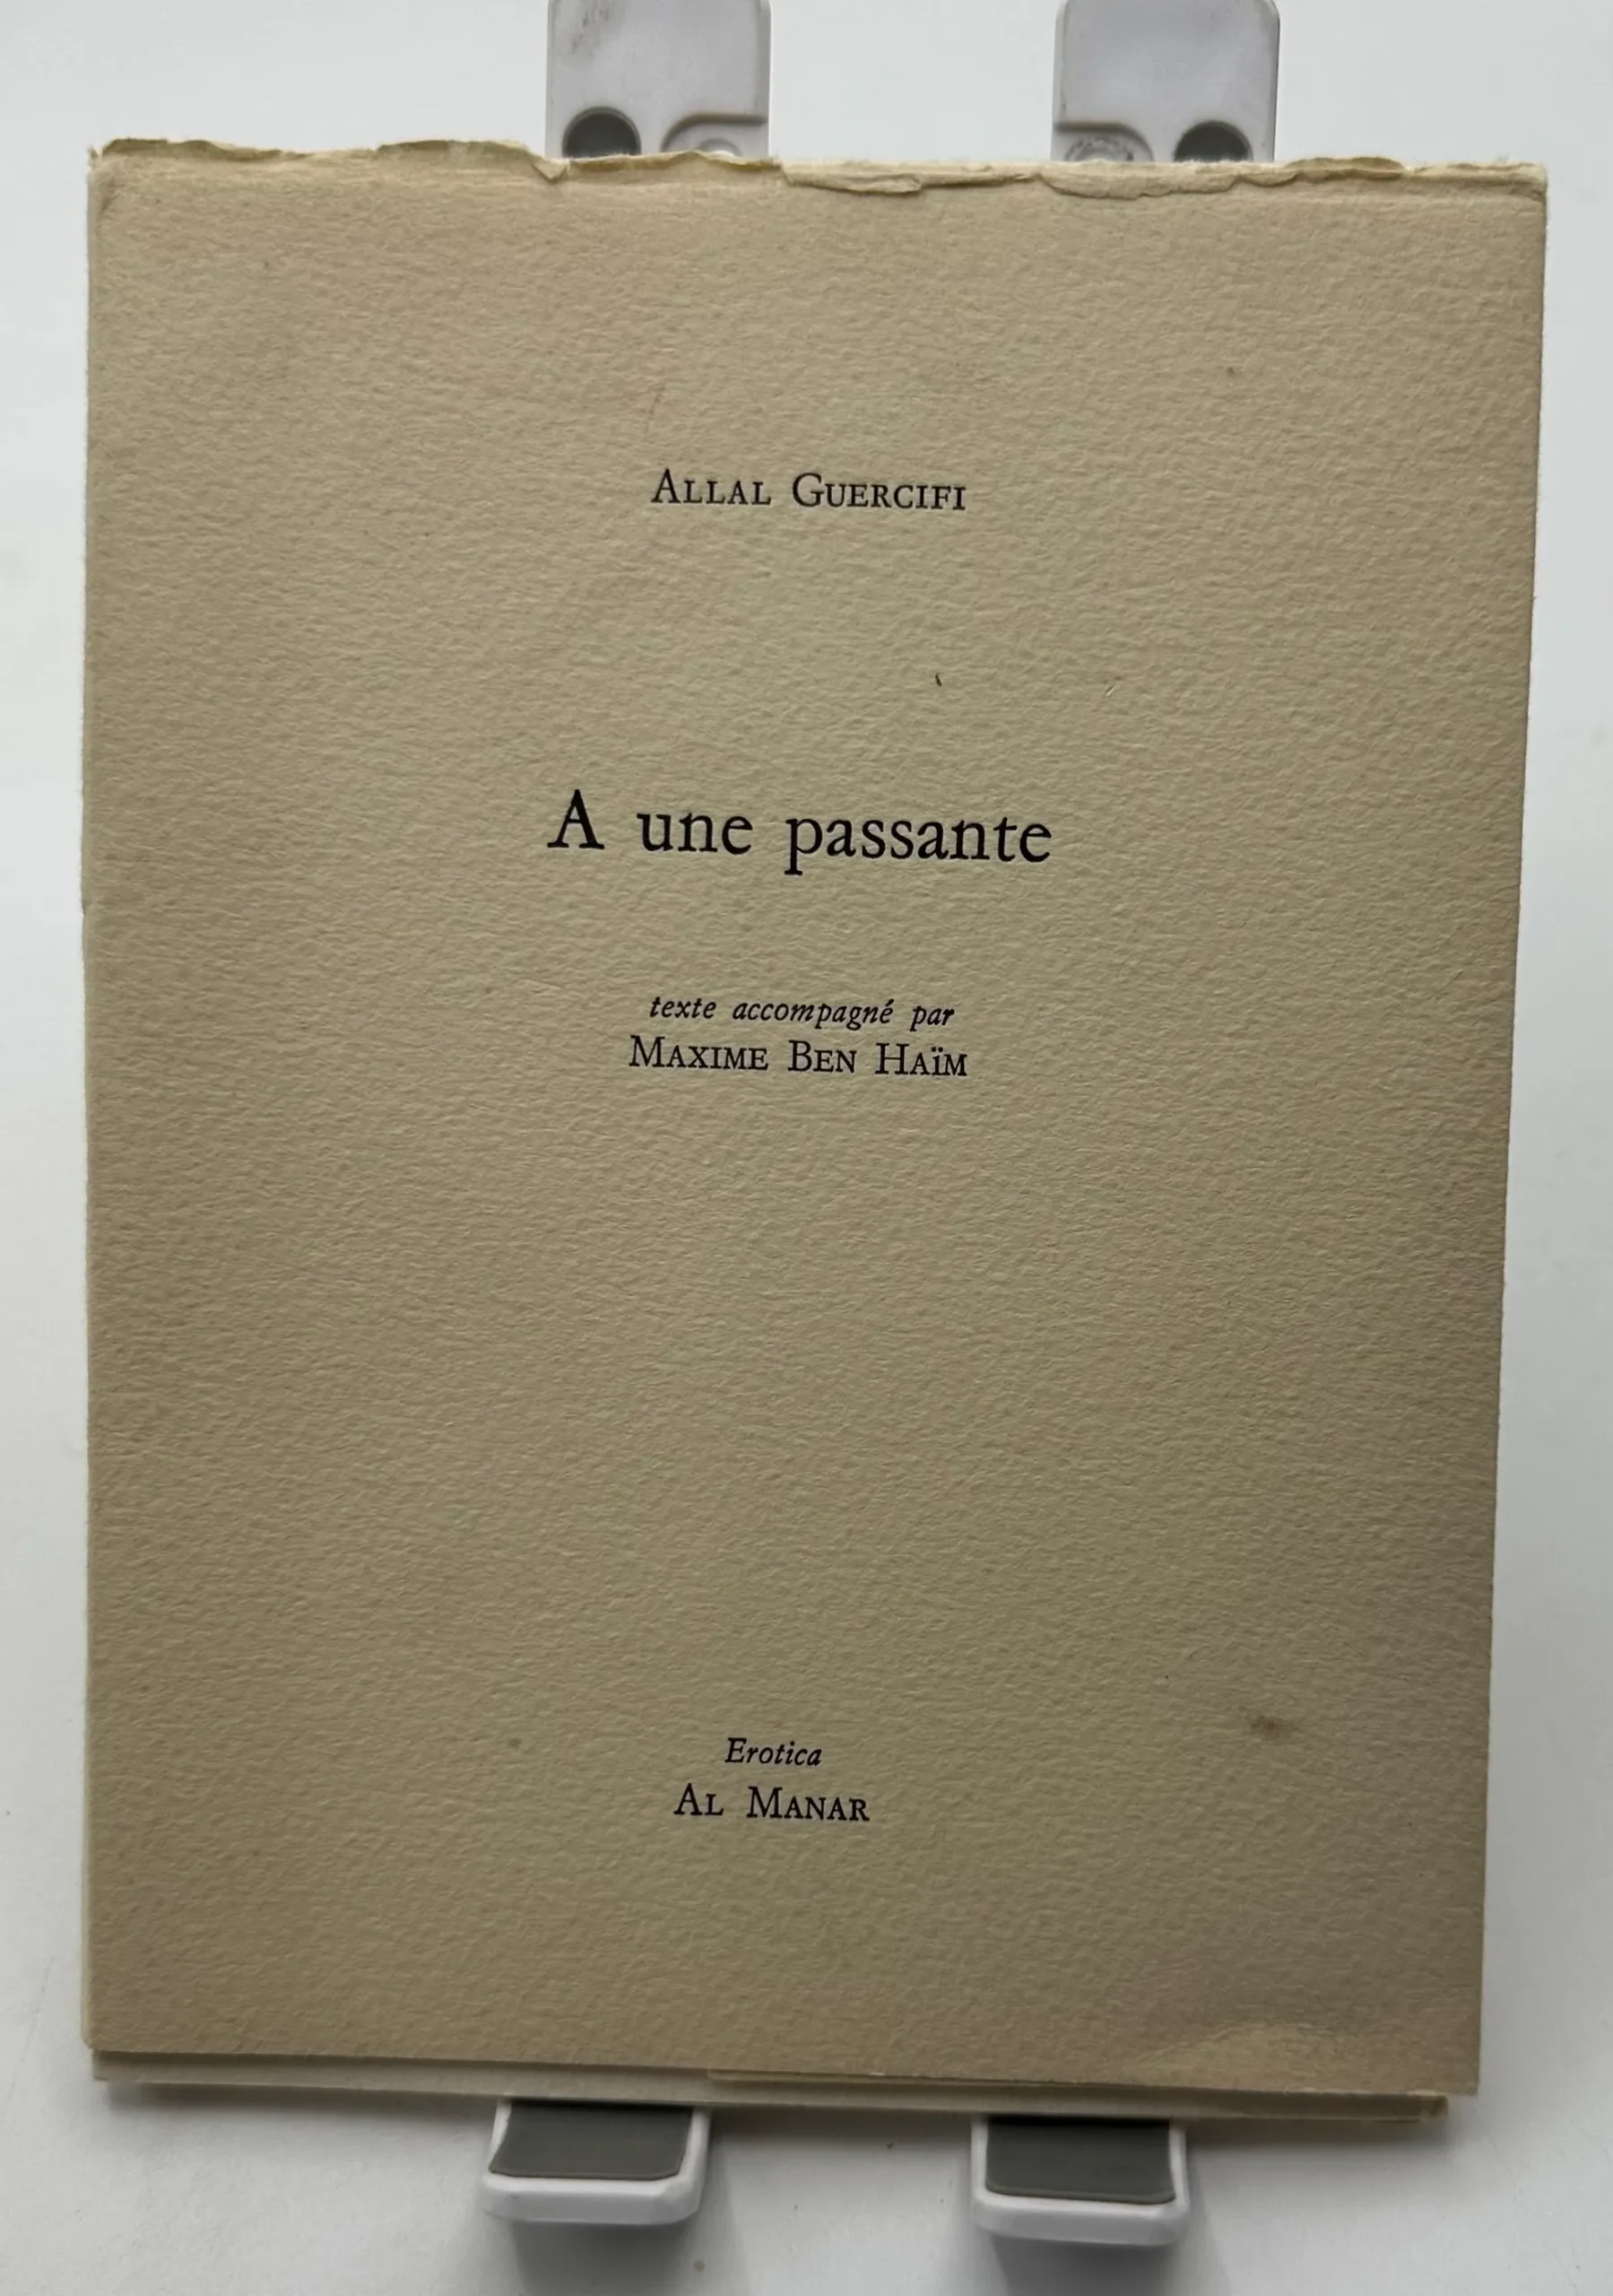 ALLAL GUERCIFI
A une passante
texte accompagné par
MAXIME BEN HAÏM
Erotica
AL MANAR